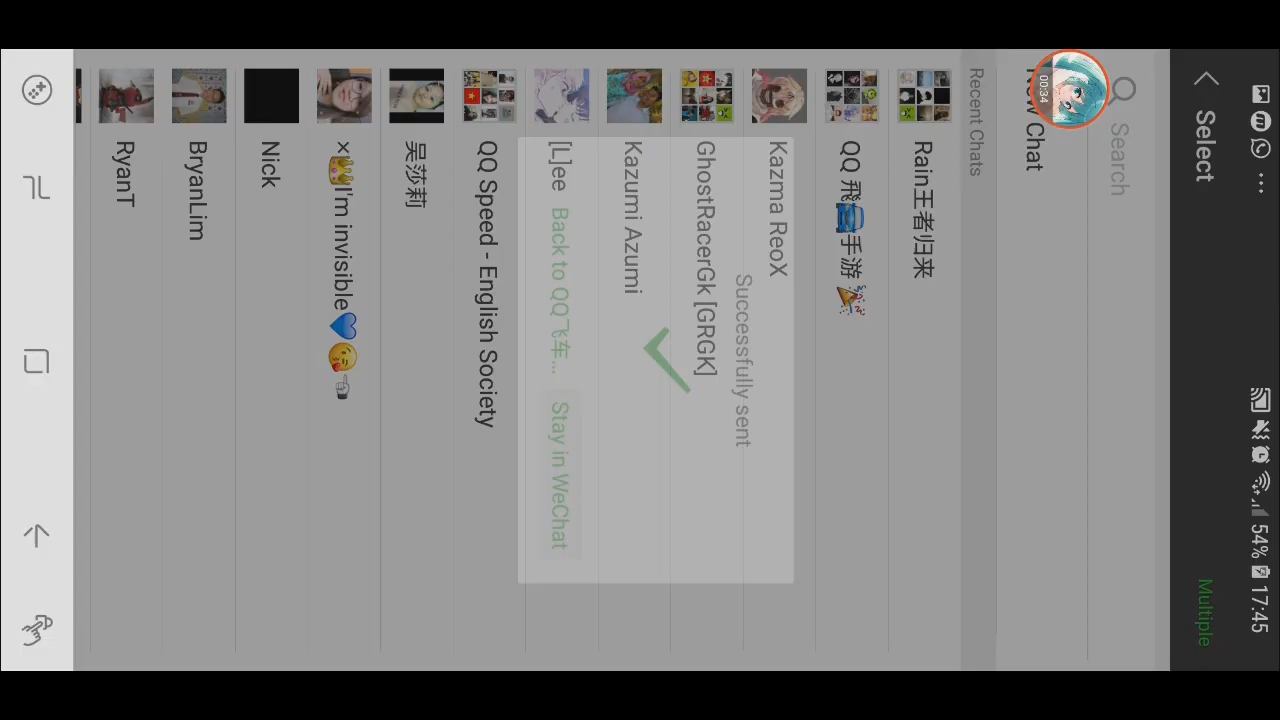 54% 17:45
Select
Multiple
Search
New Chat
00:34
Recent Chats
Rain王者归来
QQ 飛🚙手游 🎉
Kazma ReoX
GhostRacerGk [GRGK]
Kazumi Azumi
[L]ee
QQ Speed - English Society
吴莎莉
×👑I'm invisible💙😘☞
Nick
BryanLim
RyanT
Successfully sent
Back to QQ飞车...
Stay in WeChat